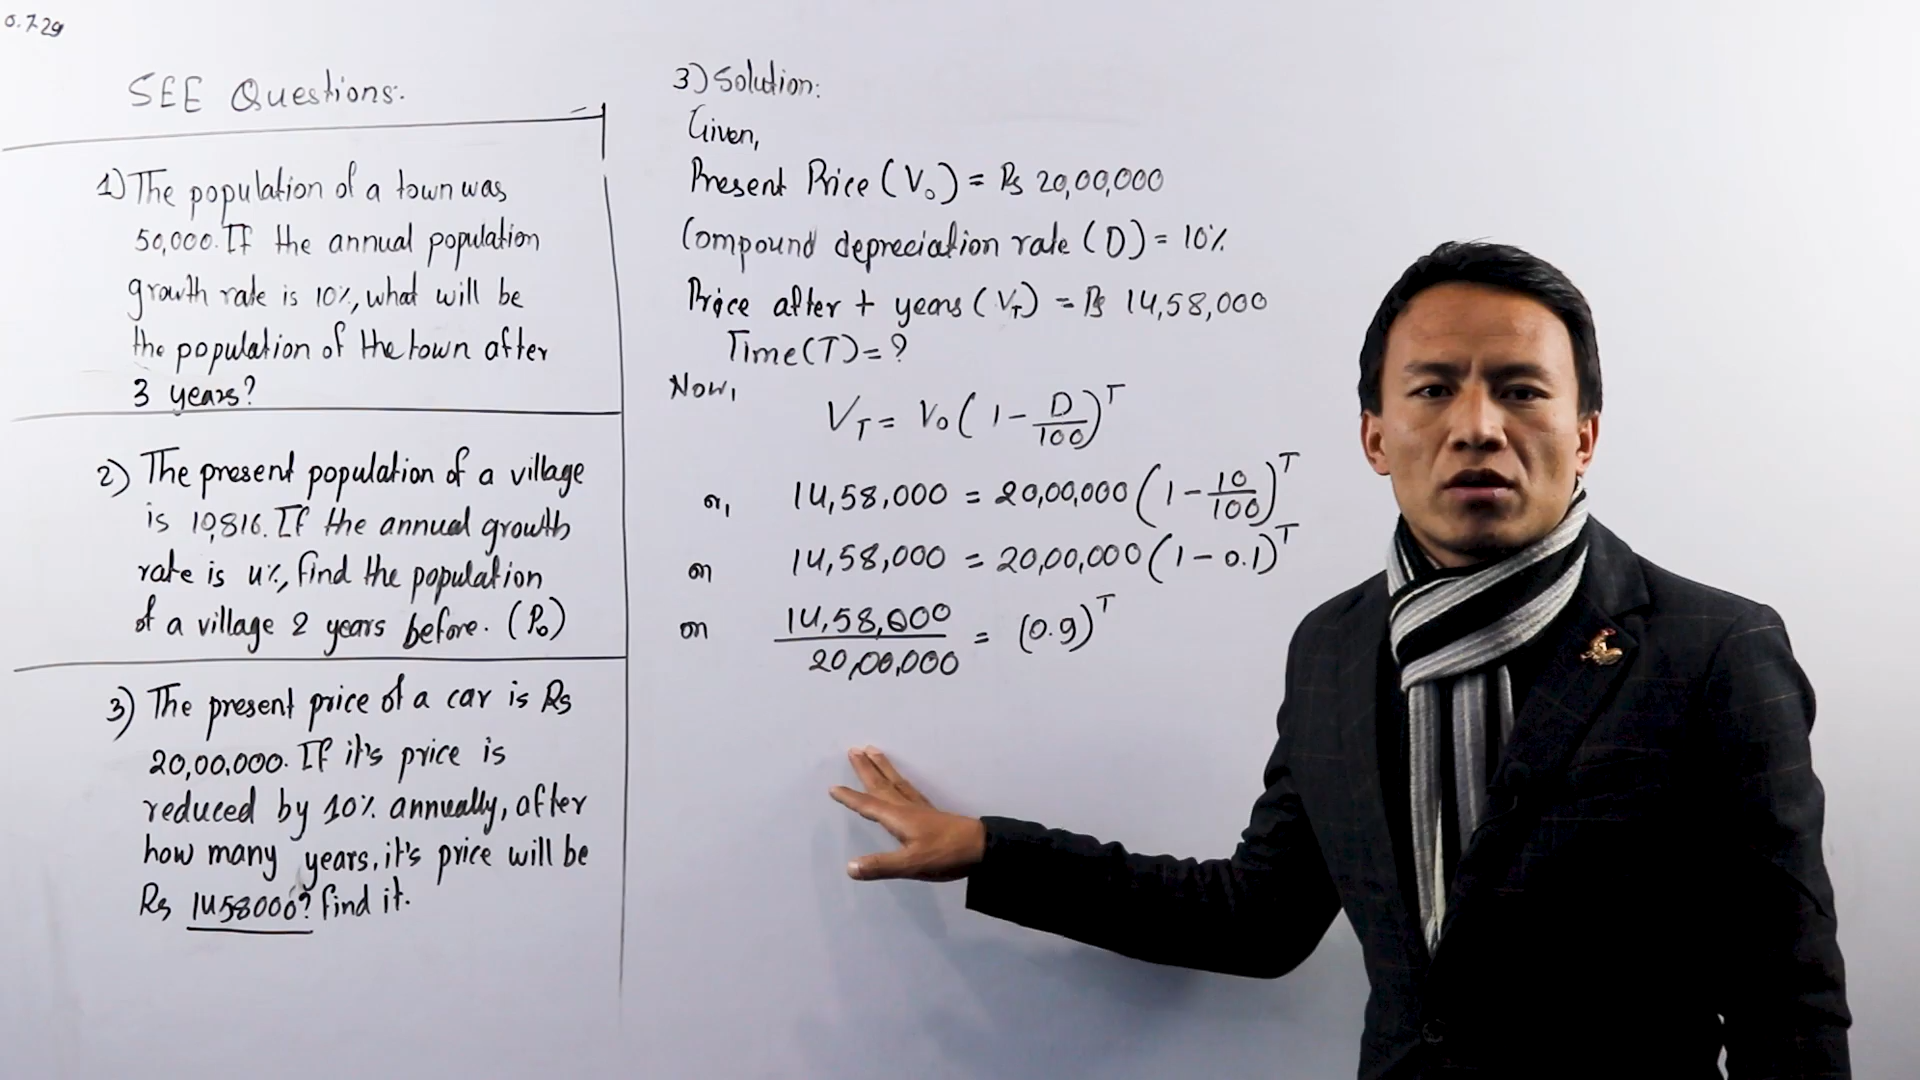 0.729
SEE Questions.
1) The population of a town was
50,000. If the annual population
growth rate is 10%, what will be
the population of the town after
3 years?
2) The present population of a village
is 10,816. If the annual growth
rate is 4%, find the population
of a village 2 years before. (P₀)
3) The present price of a car is Rs
20,00,000. If it's price is
reduced by 10% annually, after
how many years, it's price will be
Rs 1458000? find it.
3) Solution:
Given,
Present Price (V₀) = Rs 20,00,000
Compound depreciation rate (D) = 10%
Price after t years (V_T) = Rs 14,58,000
Time (T) = ?
Now,
V_T = V₀ (1 - D/100)^T
or, 14,58,000 = 20,00,000 (1 - 10/100)^T
or 14,58,000 = 20,00,000 (1 - 0.1)^T
or 14,58,000/20,00,000 = (0.9)^T